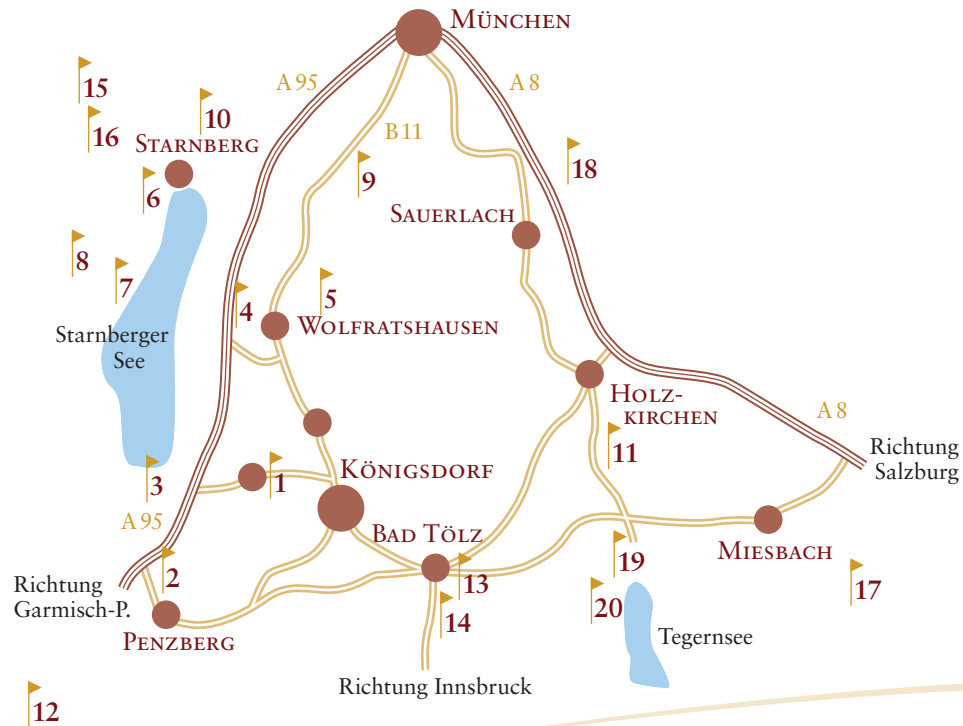 MÜNCHEN
15
A 95
A 8
10
16
B 11
STARNBERG
18
9
6
SAUERLACH
8
7
5
4
WOLFRATSHAUSEN
Starnberger
See
HOLZ-
KIRCHEN
A 8
11
Richtung
Salzburg
KÖNIGSDORF
1
3
A 95
BAD TÖLZ
MIESBACH
19
2
13
17
Richtung
Garmisch-P.
20
14
PENZBERG
Tegernsee
Richtung Innsbruck
12